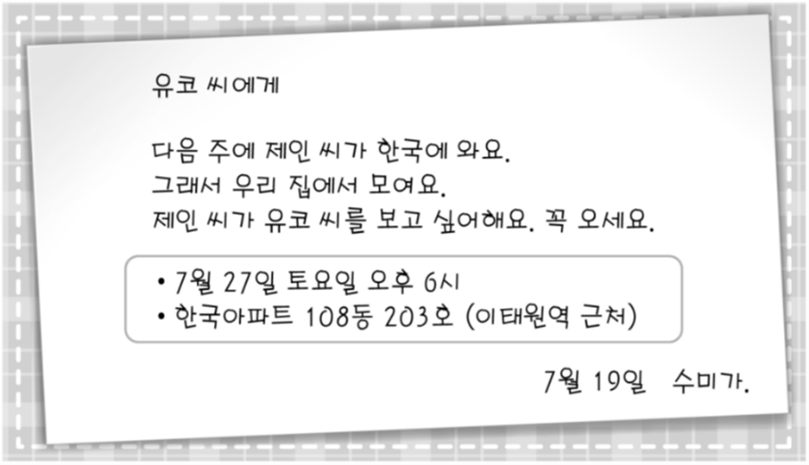 유코 씨에게
다음 주에 제인 씨가 한국에 와요.
그래서 우리 집에서 모여요.
제인 씨가 유코 씨를 보고 싶어해요. 꼭 오세요.
• 7월 27일 토요일 오후 6시
• 한국아파트 108동 203호 (이태원역 근처)
7월 19일 수미가.